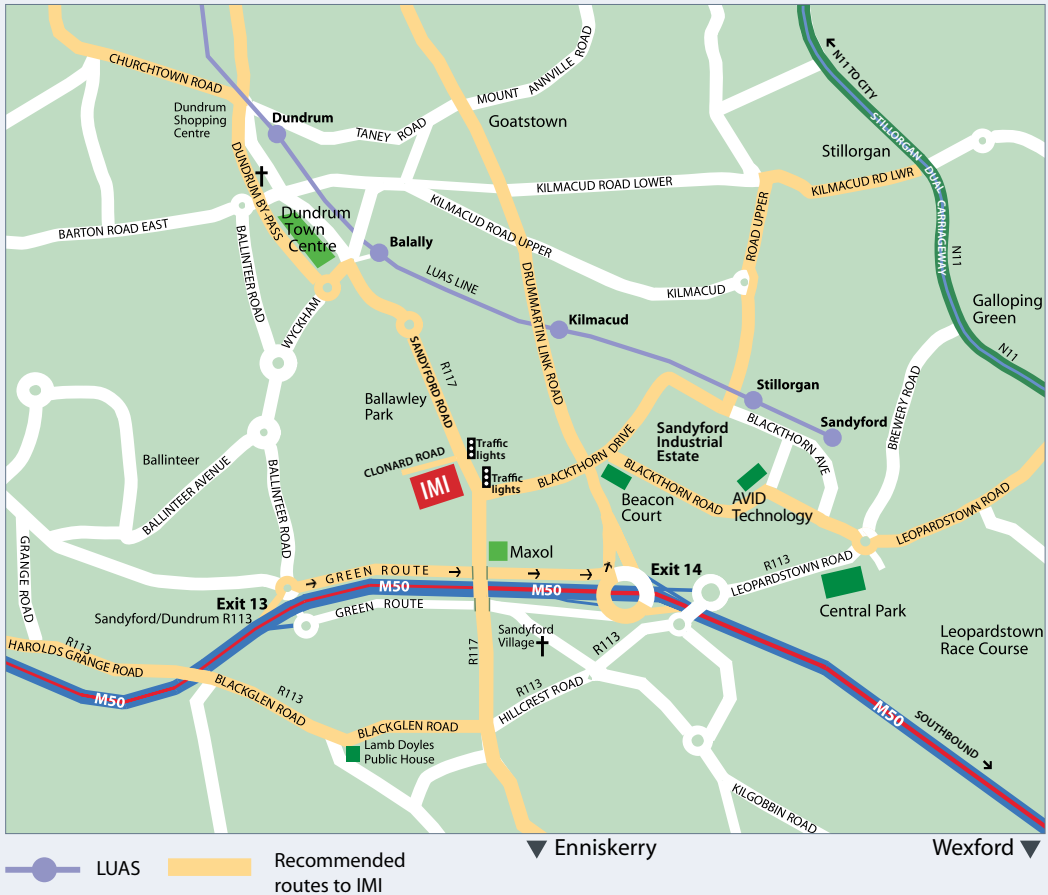 N11 TO CITY
CHURCHTOWN ROAD
MOUNT ANNVILLE ROAD
Dundrum
Shopping
Centre
Dundrum
TANEY ROAD
Goatstown
STILLORGAN DUAL CARRIAGEWAY
Stillorgan
DUNDRUM BY-PASS
KILMACUD ROAD LOWER
KILMACUD RD LWR
Dundrum
Town
Centre
KILMACUD ROAD UPPER
ROAD UPPER
BARTON ROAD EAST
BALLINTEER ROAD
Balally
LUAS LINE
DRUMMARTIN LINK ROAD
KILMACUD
N11
Galloping
Green
WYCKHAM
Kilmacud
N11
SANDYFORD ROAD
R117
Ballawley
Park
Stillorgan
BREWERY ROAD
Sandyford
BLACKTHORN AVE
Sandyford
Industrial
Estate
Traffic
lights
CLONARD ROAD
Ballinteer
IMI
Traffic
lights
BLACKTHORN DRIVE
BLACKTHORN ROAD
BALLINTEER AVENUE
BALLINTEER ROAD
Beacon
Court
AVID
Technology
LEOPARDSTOWN ROAD
GRANGE ROAD
Maxol
GREEN ROUTE
Exit 14
R113
LEOPARDSTOWN ROAD
M50
M50
Central Park
Exit 13
Sandyford/Dundrum R113
GREEN ROUTE
Sandyford
Village
R113
R117
Leopardstown
Race Course
R113
HAROLDS GRANGE ROAD
M50
R113
BLACKGLEN ROAD
R113
HILLCREST ROAD
BLACKGLEN ROAD
M50
SOUTHBOUND
Lamb Doyles
Public House
KILGOBBIN ROAD
LUAS
Recommended
routes to IMI
Enniskerry
Wexford